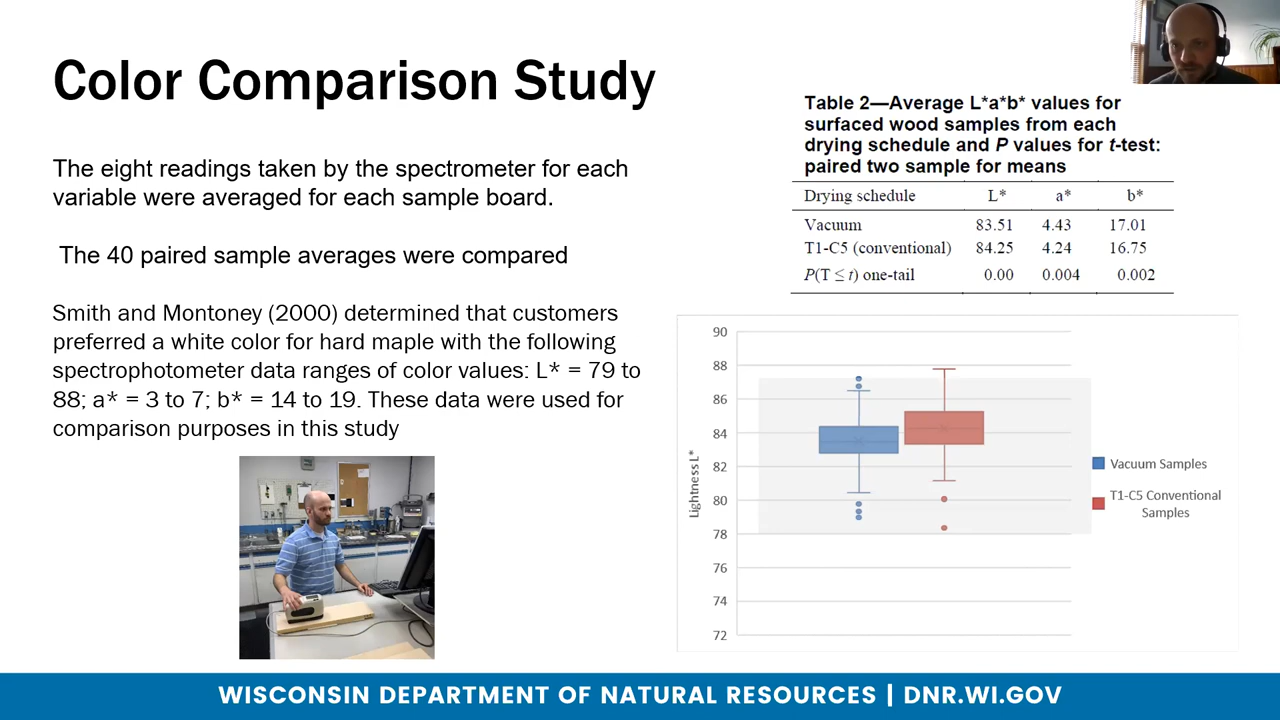 Color Comparison Study
The eight readings taken by the spectrometer for each
variable were averaged for each sample board.
The 40 paired sample averages were compared
Smith and Montoney (2000) determined that customers
preferred a white color for hard maple with the following
spectrophotometer data ranges of color values: L* = 79 to
88; a* = 3 to 7; b* = 14 to 19. These data were used for
comparison purposes in this study
Table 2—Average L*a*b* values for
surfaced wood samples from each
drying schedule and P values for t-test:
paired two sample for means
Drying schedule L* a* b*
Vacuum 83.51 4.43 17.01
T1-C5 (conventional) 84.25 4.24 16.75
P(T ≤ t) one-tail 0.00 0.004 0.002
90
88
86
84
82
80
78
76
74
72
Lightness L*
Vacuum Samples
T1-C5 Conventional
Samples
WISCONSIN DEPARTMENT OF NATURAL RESOURCES | DNR.WI.GOV